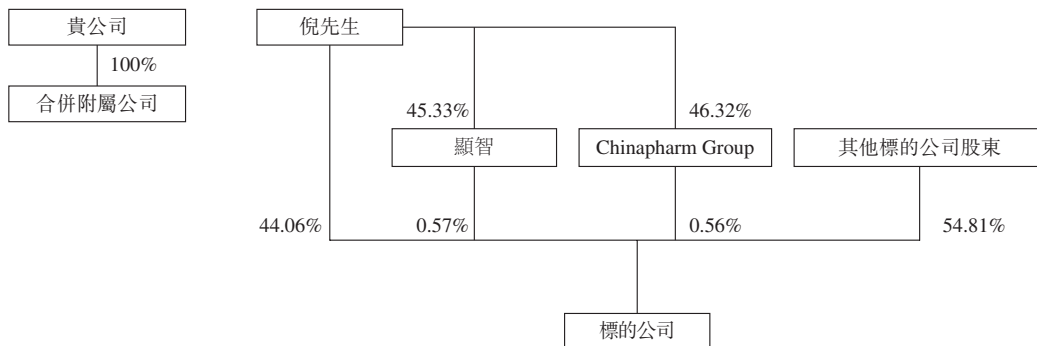 貴公司
倪先生
100%
合併附屬公司
45.33%
46.32%
顯智
Chinapharm Group
其他標的公司股東
44.06%
0.57%
0.56%
54.81%
標的公司